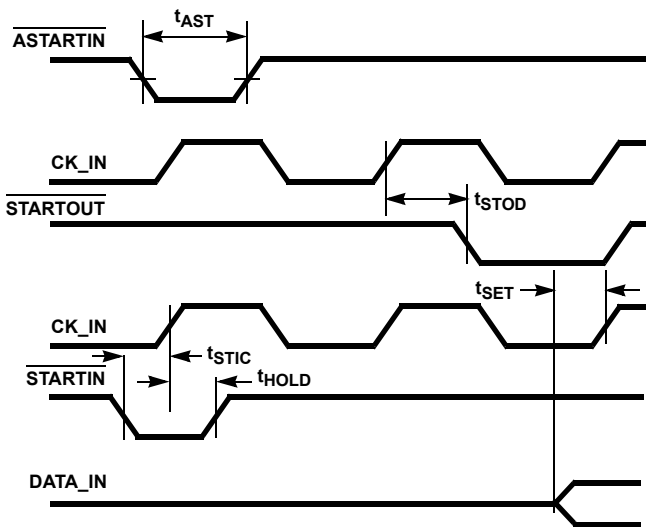 tAST
ASTARTIN
CK_IN
tSTOD
STARTOUT
tSET
CK_IN
tSTIC
STARTIN
tHOLD
DATA_IN